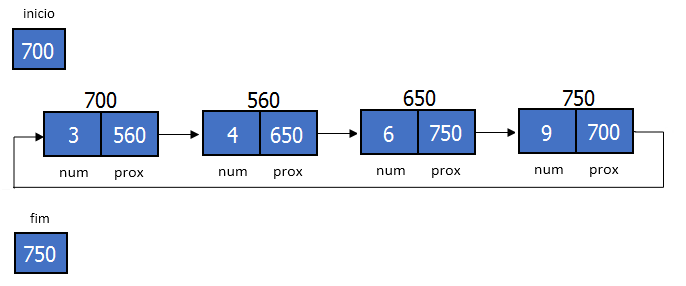 inicio
700
700 560 650 750
3 560 4 650 6 750 9 700
num prox num prox num prox num prox
fim
750